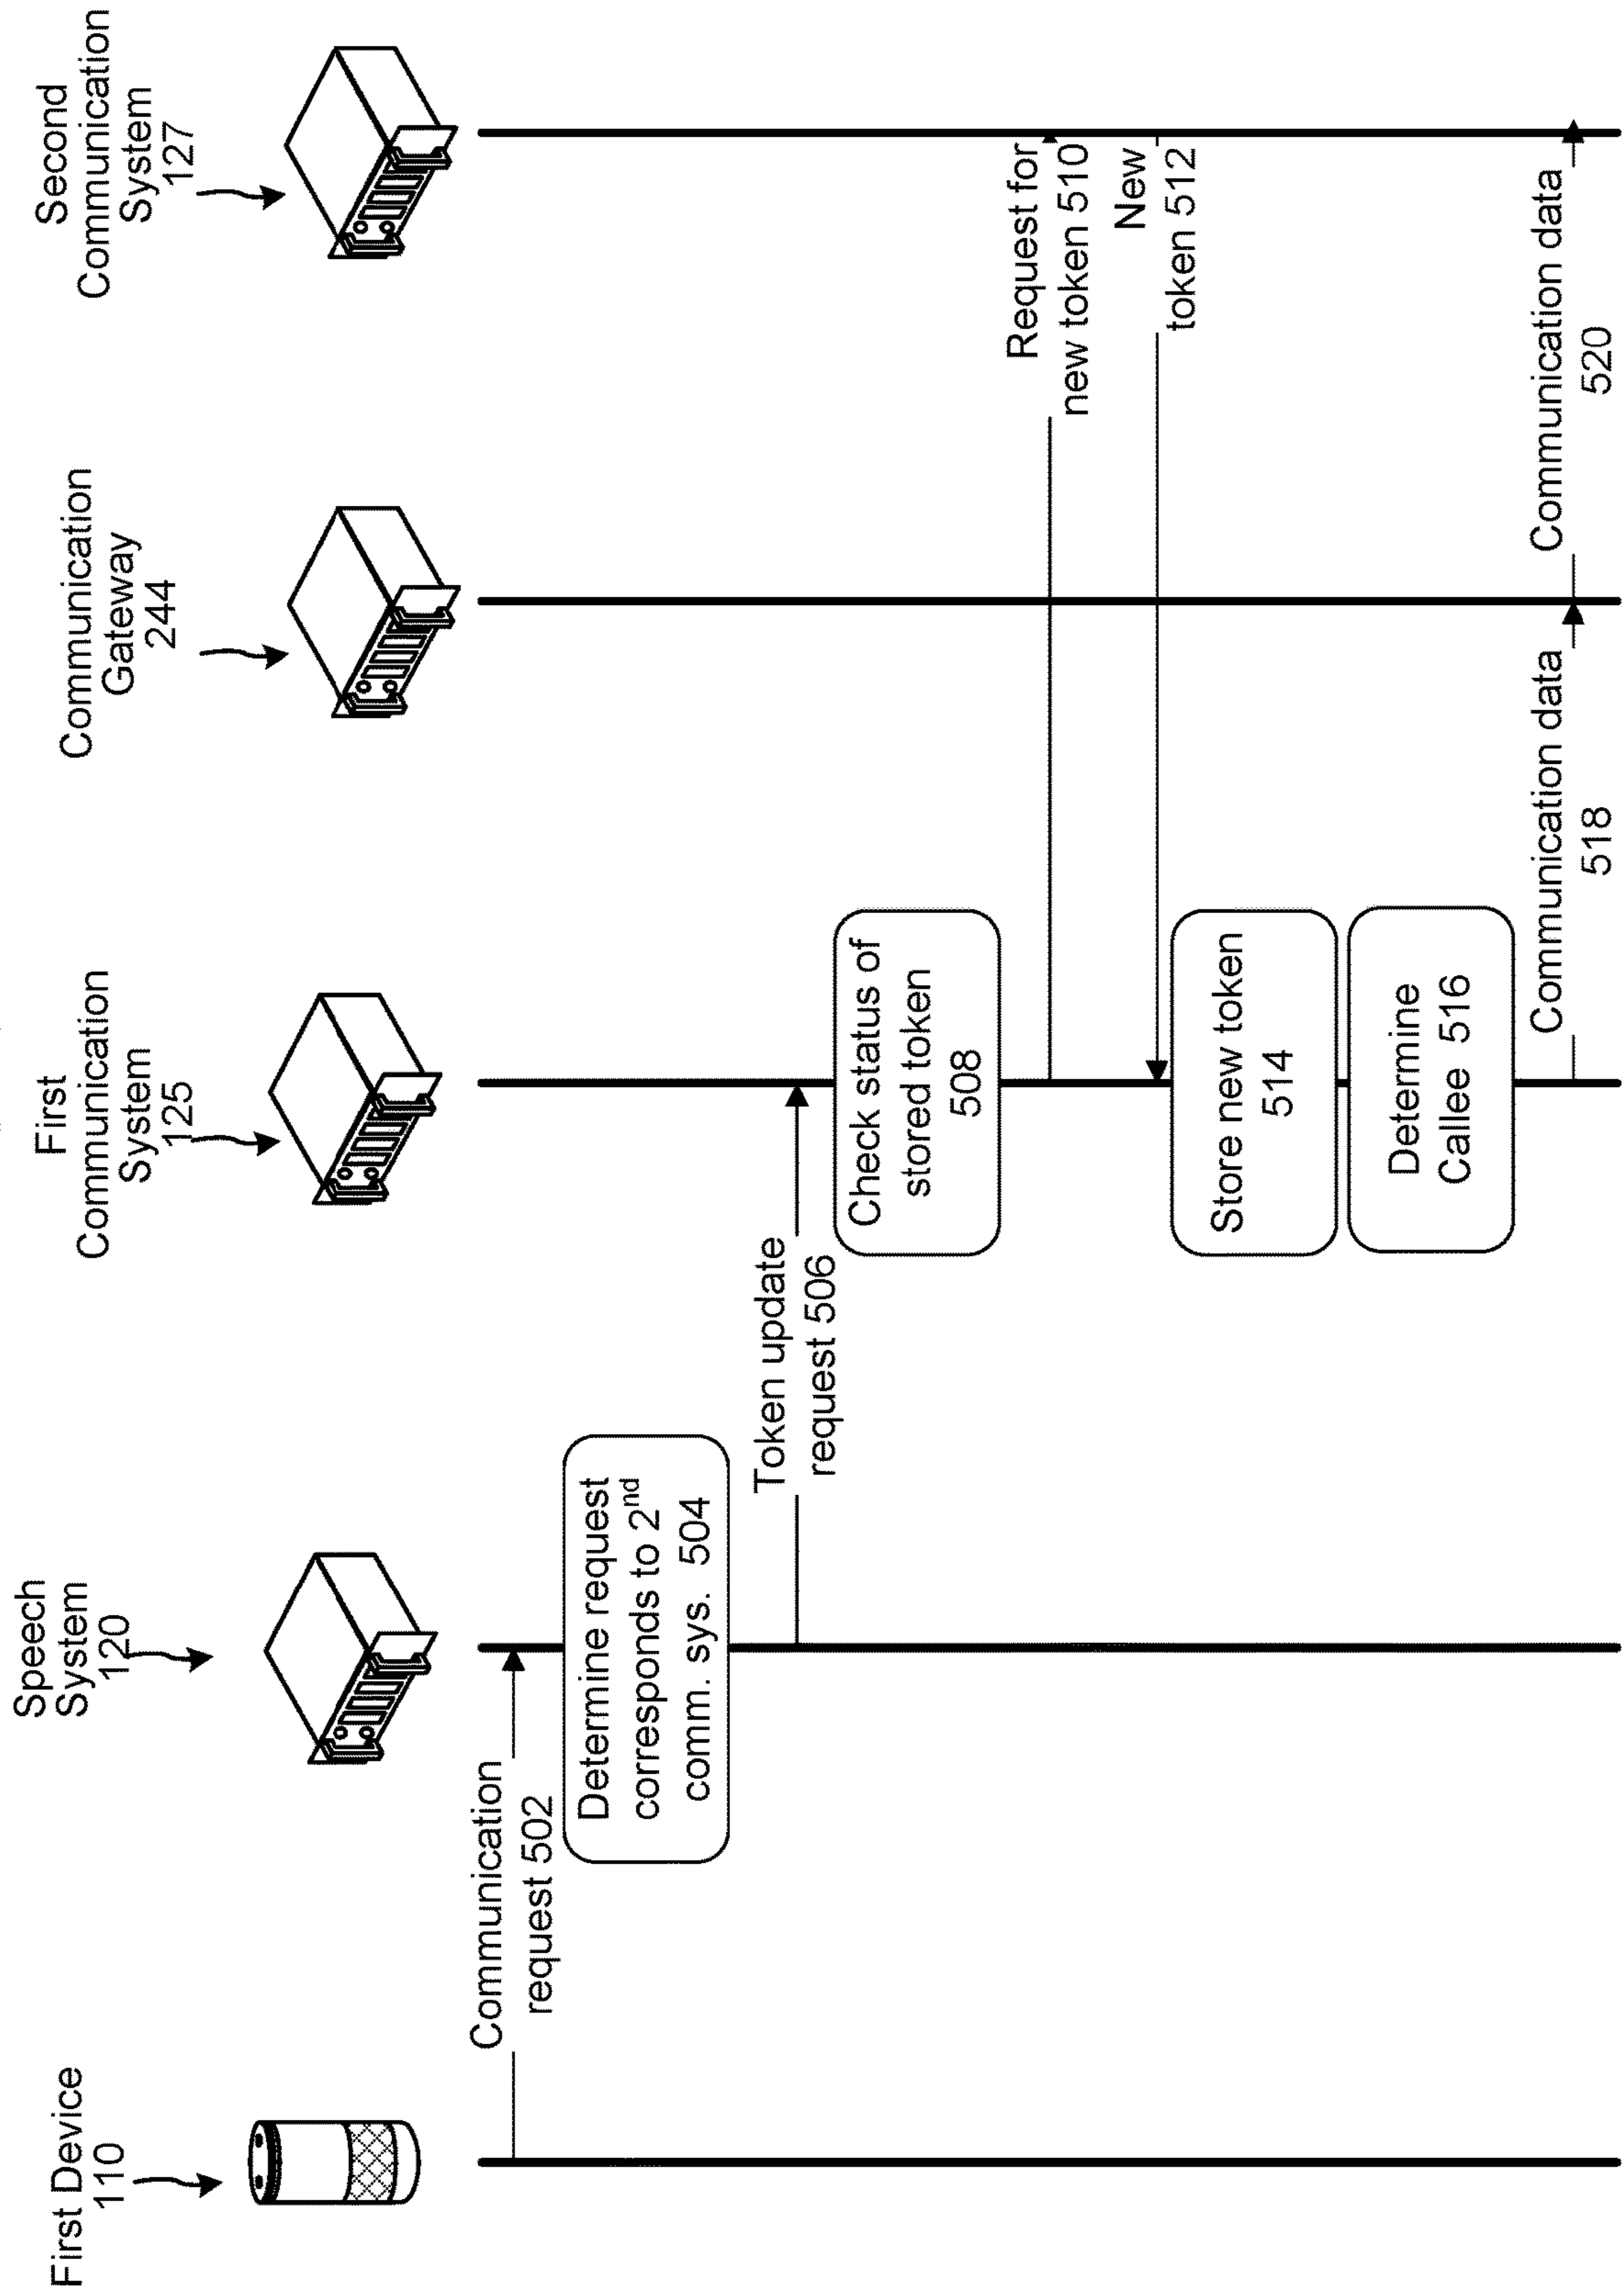 First Device
110
Speech
System
120
First
Communication
System
125
Communication
Gateway
244
Second
Communication
System
127
Communication
request 502
Determine request
corresponds to 2nd
comm. sys. 504
Token update
request 506
Check status of
stored token
508
Request for
new token 510
New
token 512
Store new token
514
Determine
Callee 516
Communication data
518
Communication data
520